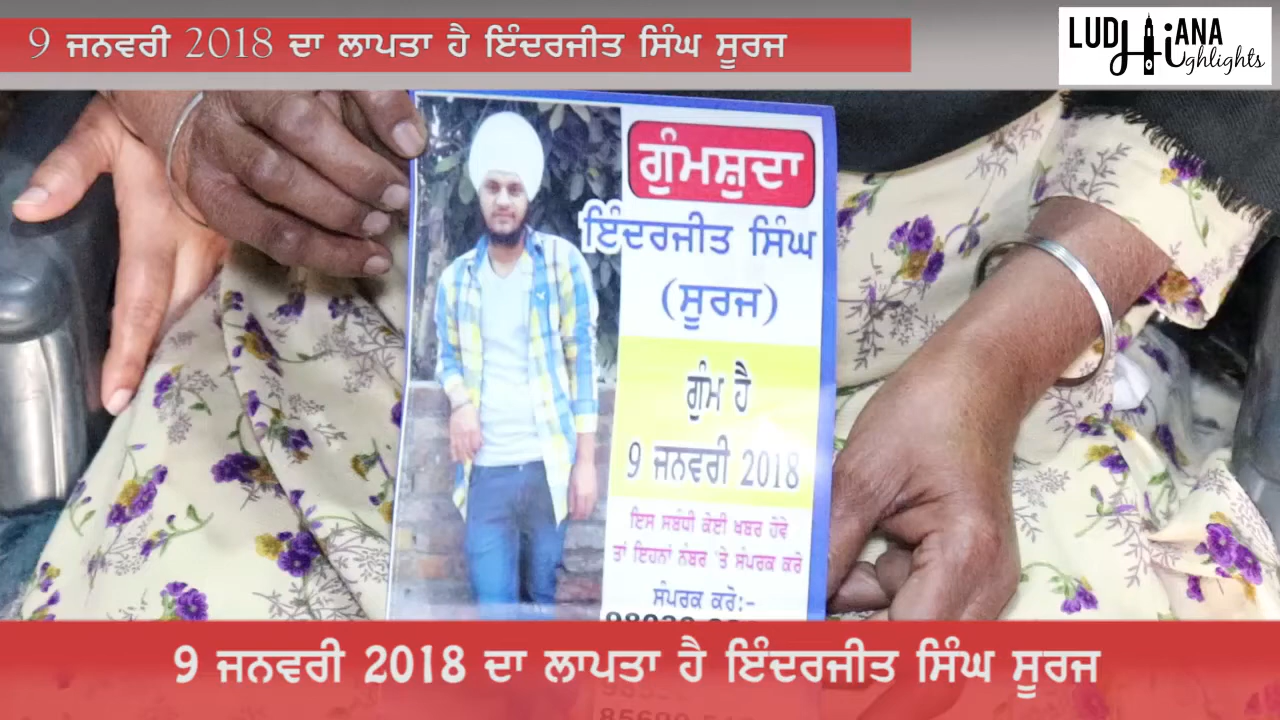 9 ਜਨਵਰੀ 2018 ਦਾ ਲਾਪਤਾ ਹੈ ਇੰਦਰਜੀਤ ਸਿੰਘ ਸੂਰਜ
LUDHIANA
Highlights
ਗੁੰਮਸ਼ੂਦਾ
ਇੰਦਰਜੀਤ ਸਿੰਘ
(ਸੂਰਜ)
ਗੁੰਮ ਹੈ
9 ਜਨਵਰੀ 2018
ਇਸ ਸਬੰਧੀ ਕੋਈ ਖਬਰ ਹੋਵੇ
ਤਾਂ ਇਹਨਾਂ ਨੰਬਰ 'ਤੇ ਸੰਪਰਕ ਕਰੋ
ਸੰਪਰਕ ਕਰੋ:-
9 ਜਨਵਰੀ 2018 ਦਾ ਲਾਪਤਾ ਹੈ ਇੰਦਰਜੀਤ ਸਿੰਘ ਸੂਰਜ